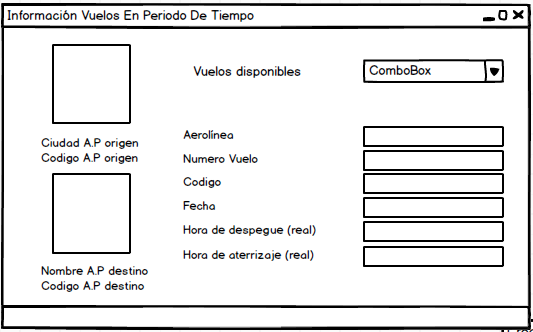 Información Vuelos En Periodo De Tiempo
Vuelos disponibles
ComboBox
Ciudad A.P origen
Codigo A.P origen
Aerolínea
Numero Vuelo
Codigo
Fecha
Hora de despegue (real)
Hora de aterrizaje (real)
Nombre A.P destino
Codigo A.P destino